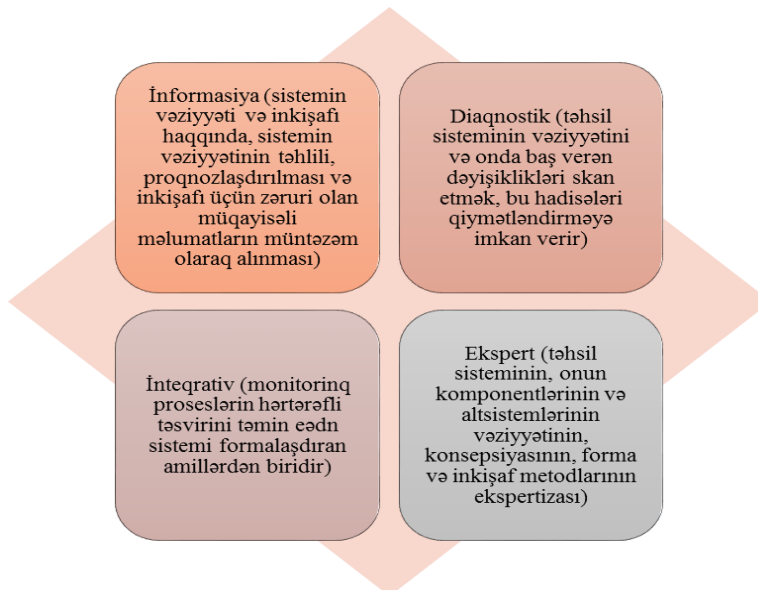 İnformasiya (sistemin
vəziyyəti və inkişafı
haqqında, sistemin
vəziyyətinin təhlili,
proqnozlaşdırılması və
inkişafı üçün zəruri olan
müqayisəli
məlumatların müntəzəm
olaraq alınması)
Diaqnostik (təhsil
sisteminin vəziyyətini
və onda baş verən
dəyişiklikləri skan
etmək, bu hadisələri
qiymətləndirməyə
imkan verir)
İnteqrativ (monitorinq
proseslərin hərtərəfli
təsvirini təmin eədn
sistemi formalaşdıran
amillərdən biridir)
Ekspert (təhsil
sisteminin, onun
komponentlərinin və
altsistemlərinin
vəziyyətinin,
konsepsiyasının, forma
və inkişaf metodlarının
ekspertizası)